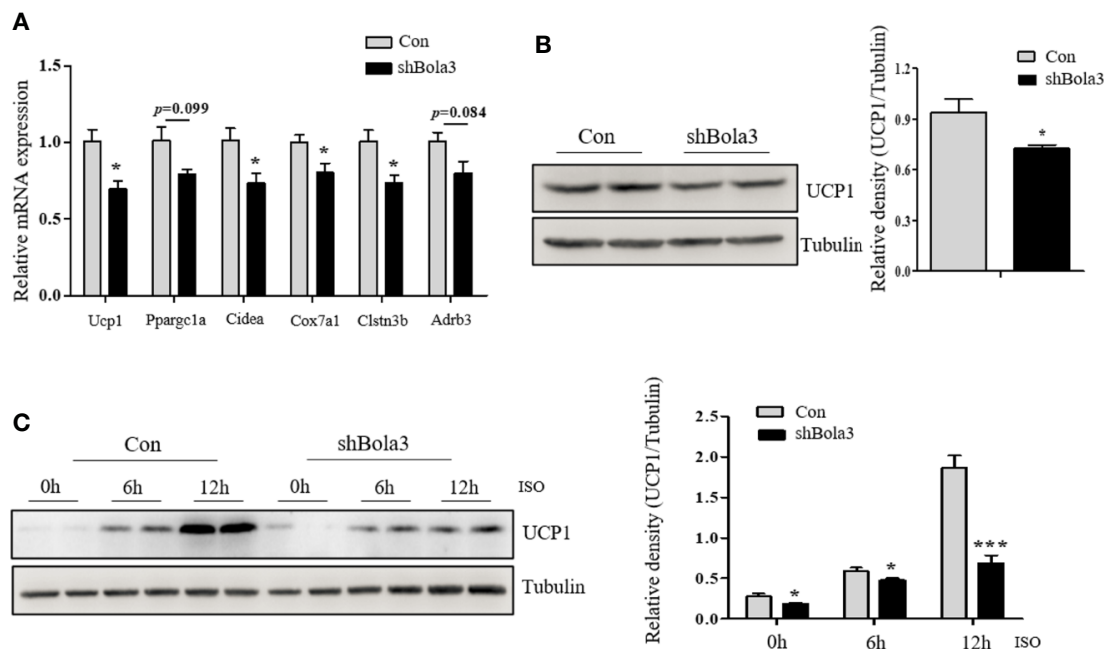 A
Con
shBola3
Relative mRNA expression
1.5
1.0
0.5
0.0
p=0.099
p=0.084
* * * * 
Ucp1 Ppargc1a Cidea Cox7a1 Clstn3b Adrb3
B
Con shBola3
UCP1
Tubulin
Con
shBola3
Relative density (UCP1/Tubulin)
1.2
0.9
0.6
0.3
0.0
*
C
Con shBola3
0h 6h 12h 0h 6h 12h ISO
UCP1
Tubulin
Con
shBola3
Relative density (UCP1/Tubulin)
2.5
2.0
1.5
1.0
0.5
0.0
* * ***
0h 6h 12h ISO